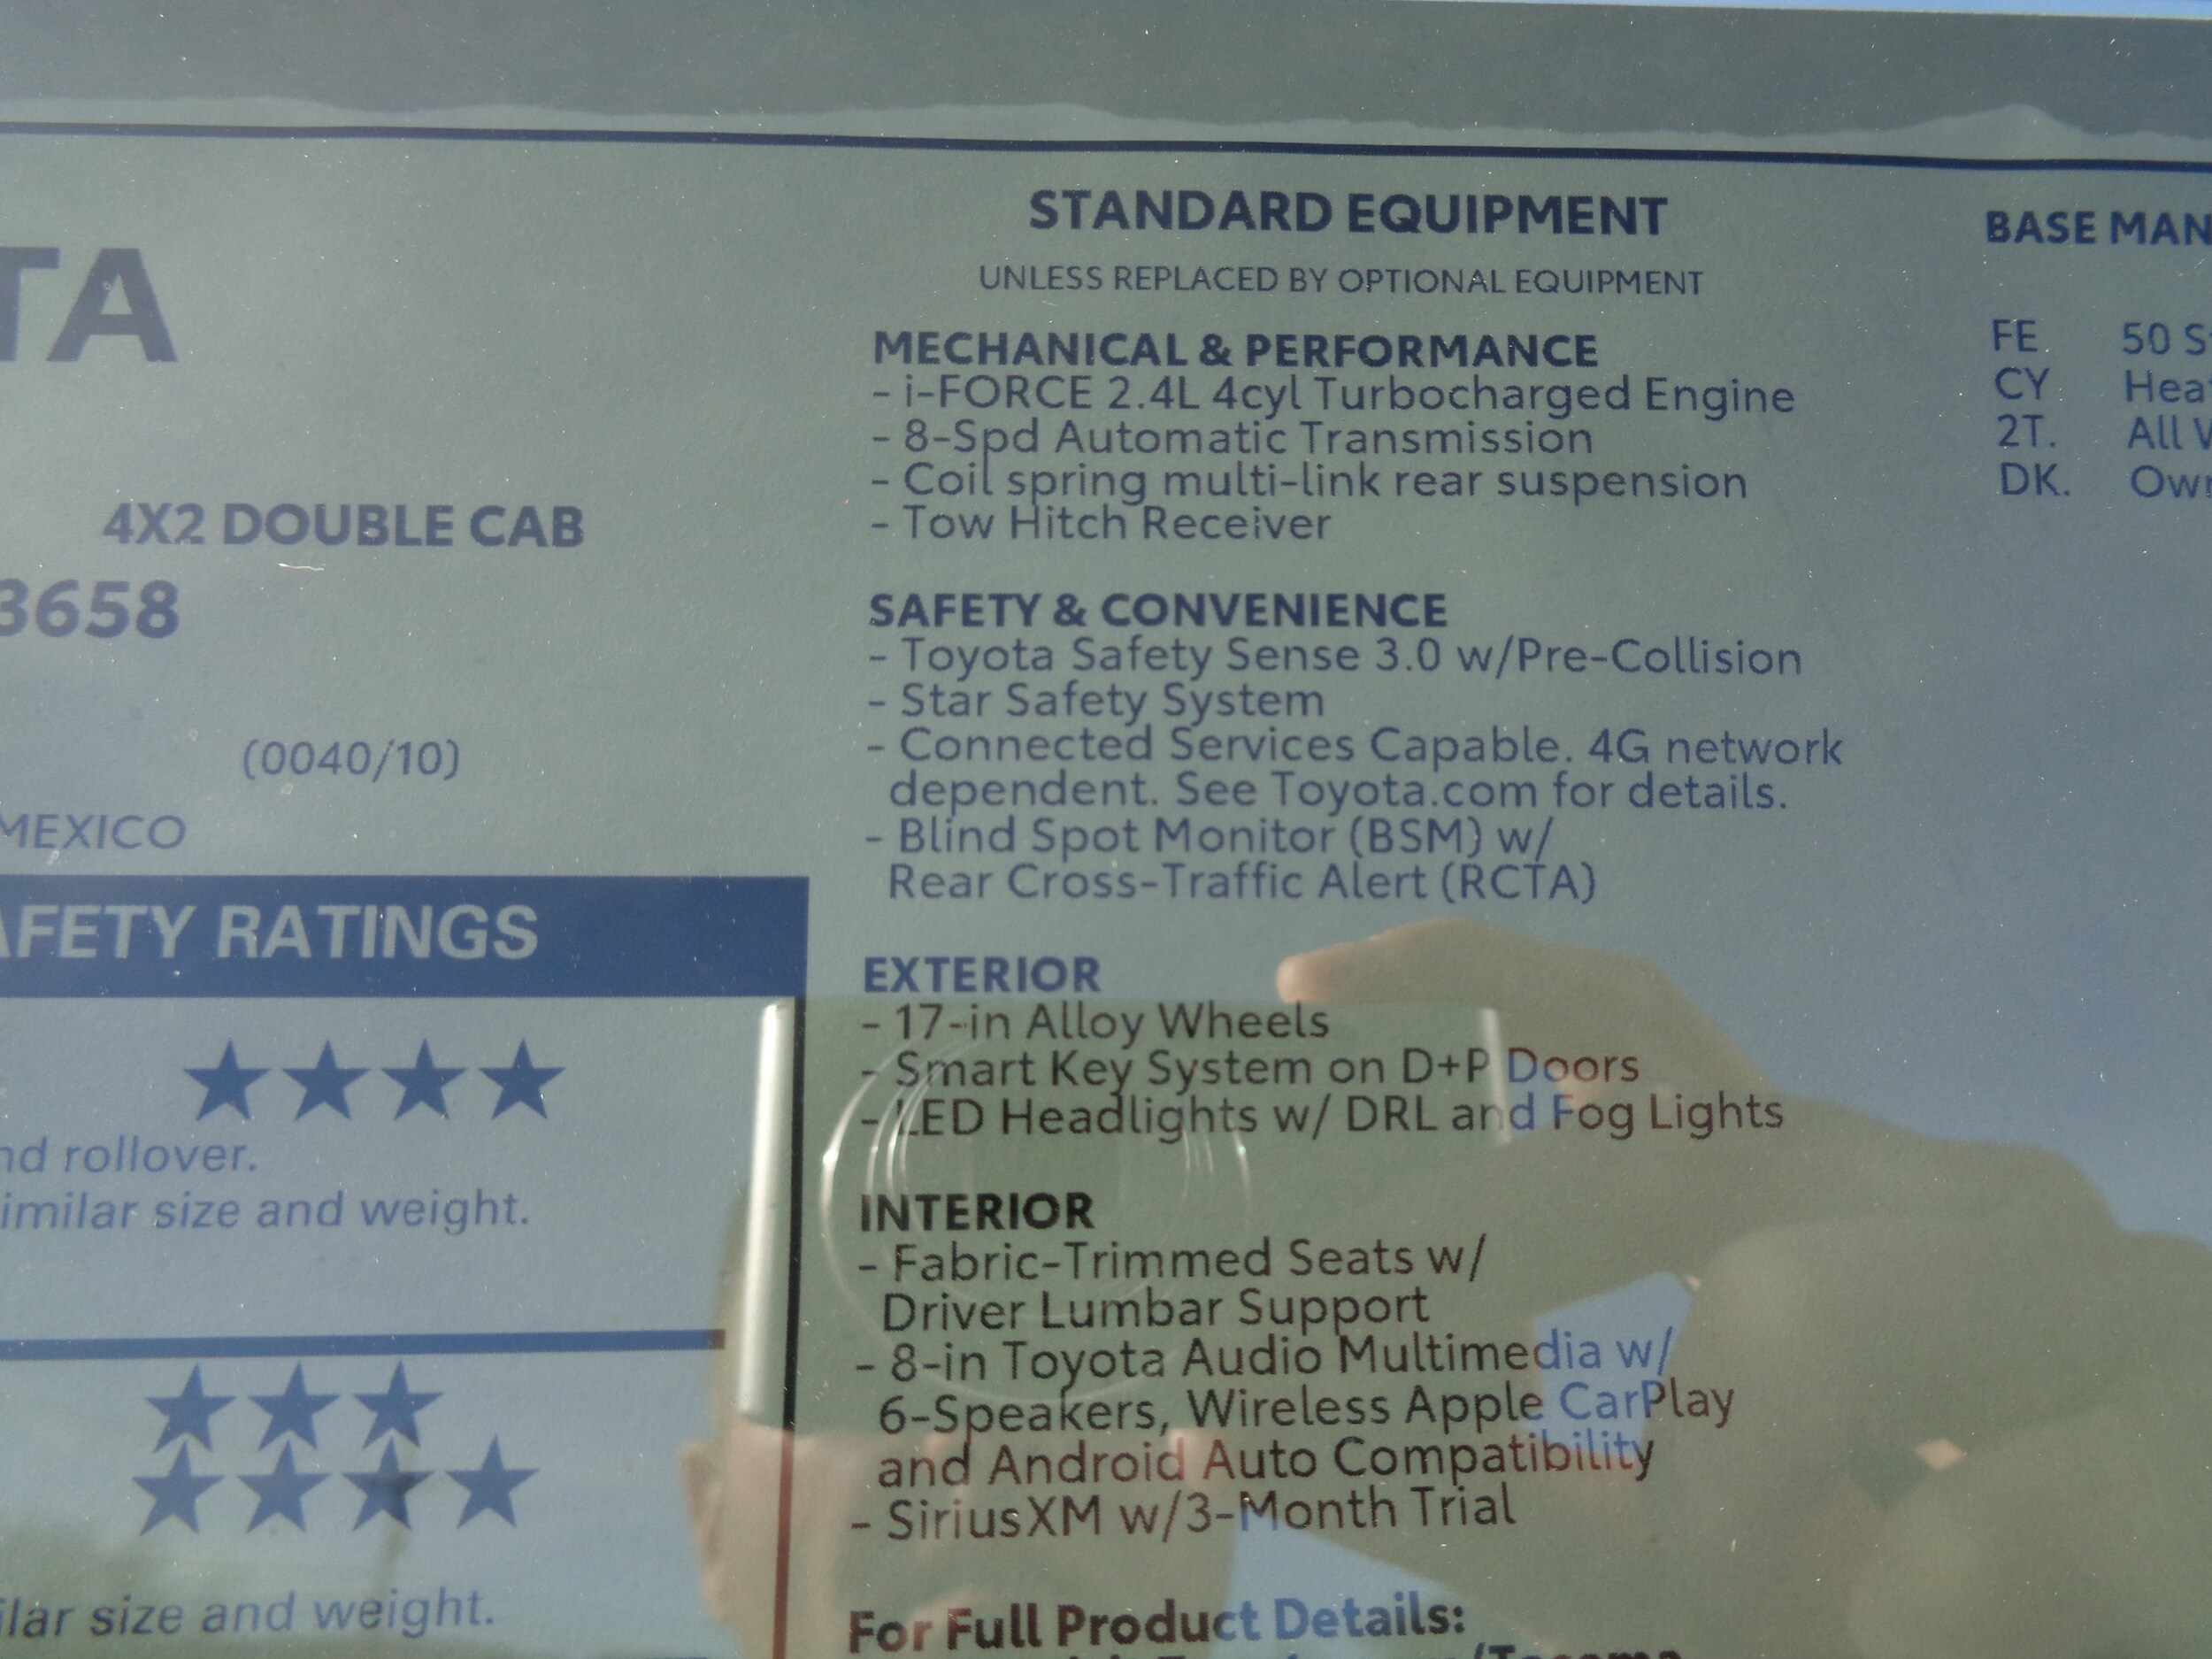 TA
4X2 DOUBLE CAB
3658
(0040/10)
MEXICO
AFETY RATINGS
nd rollover.
imilar size and weight.
ilar size and weight.
STANDARD EQUIPMENT
UNLESS REPLACED BY OPTIONAL EQUIPMENT
MECHANICAL & PERFORMANCE
- i-FORCE 2.4L 4cyl Turbocharged Engine
- 8-Spd Automatic Transmission
- Coil spring multi-link rear suspension
- Tow Hitch Receiver
SAFETY & CONVENIENCE
- Toyota Safety Sense 3.0 w/Pre-Collision
- Star Safety System
- Connected Services Capable. 4G network
dependent. See Toyota.com for details.
- Blind Spot Monitor (BSM) w/
Rear Cross-Traffic Alert (RCTA)
EXTERIOR
- 17-in Alloy Wheels
- Smart Key System on D+P Doors
- LED Headlights w/ DRL and Fog Lights
INTERIOR
- Fabric-Trimmed Seats w/
Driver Lumbar Support
- 8-in Toyota Audio Multimedia w/
6-Speakers, Wireless Apple CarPlay
and Android Auto Compatibility
- SiriusXM w/3-Month Trial
For Full Product Details:
/Tacoma
BASE MAN
FE. 50 S
CY. Hea
2T. All
DK. Ow